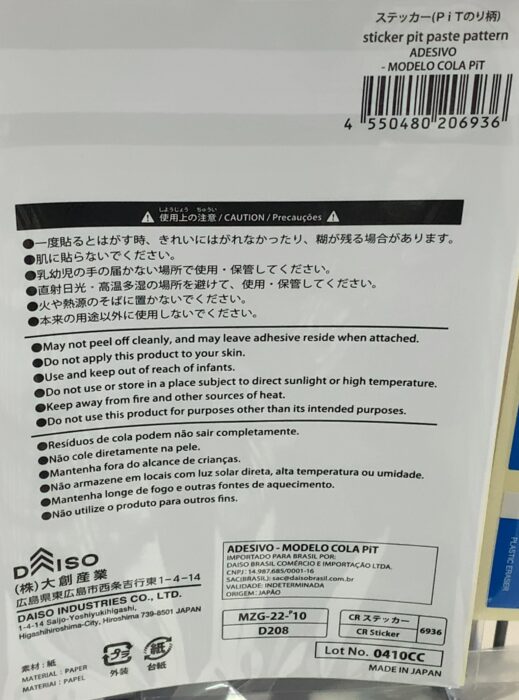 ステッカー(PiTのり柄)
sticker pit paste pattern
ADESIVO
- MODELO COLA PiT
4 550480 206936
しようじょう ちゅうい
使用上の注意 / CAUTION / Precauções
●一度貼るとはがす時、きれいにはがれなかったり、糊が残る場合があります。
●肌に貼らないでください。
●乳幼児の手の届かない場所で使用・保管してください。
●直射日光・高温多湿の場所を避けて、使用・保管してください。
●火や熱源のそばに置かないでください。
●本来の用途以外に使用しないでください。
●May not peel off cleanly, and may leave adhesive reside when attached.
●Do not apply this product to your skin.
●Use and keep out of reach of infants.
●Do not use or store in a place subject to direct sunlight or high temperature.
●Keep away from fire and other sources of heat.
●Do not use this product for purposes other than its intended purposes.
●Resíduos de cola podem não sair completamente.
●Não cole diretamente na pele.
●Mantenha fora do alcance de crianças.
●Não armazene em locais com luz solar direta, alta temperatura ou umidade.
●Mantenha longe de fogo e outras fontes de aquecimento.
●Não utilize o produto para outros fins.
DAISO
(株)大創産業
広島県東広島市西条吉行東1-4-14
DAISO INDUSTRIES CO., LTD.
1-4-14 Saijo-Yoshiyukihigashi,
Higashihiroshima-City, Hiroshima 739-8501 JAPAN
素材:紙
MATERIAL : PAPER
MATERIAL : PAPEL
外装
紙
台紙
ADESIVO - MODELO COLA PiT
IMPORTADO PARA BRASIL POR:
DAISO BRASIL COMÉRCIO E IMPORTAÇÃO LTDA.
CNPJ: 14.987.685/0001-16
SAC(BRASIL): sac@daisobrasil.com.br
VALIDADE: INDETERMINADA
ORIGEM: JAPÃO
MZG-22-"10
D208
CR ステッカー
CR Sticker
6936
Lot No. 0410CC
MADE IN JAPAN
PLASTIC ERASER